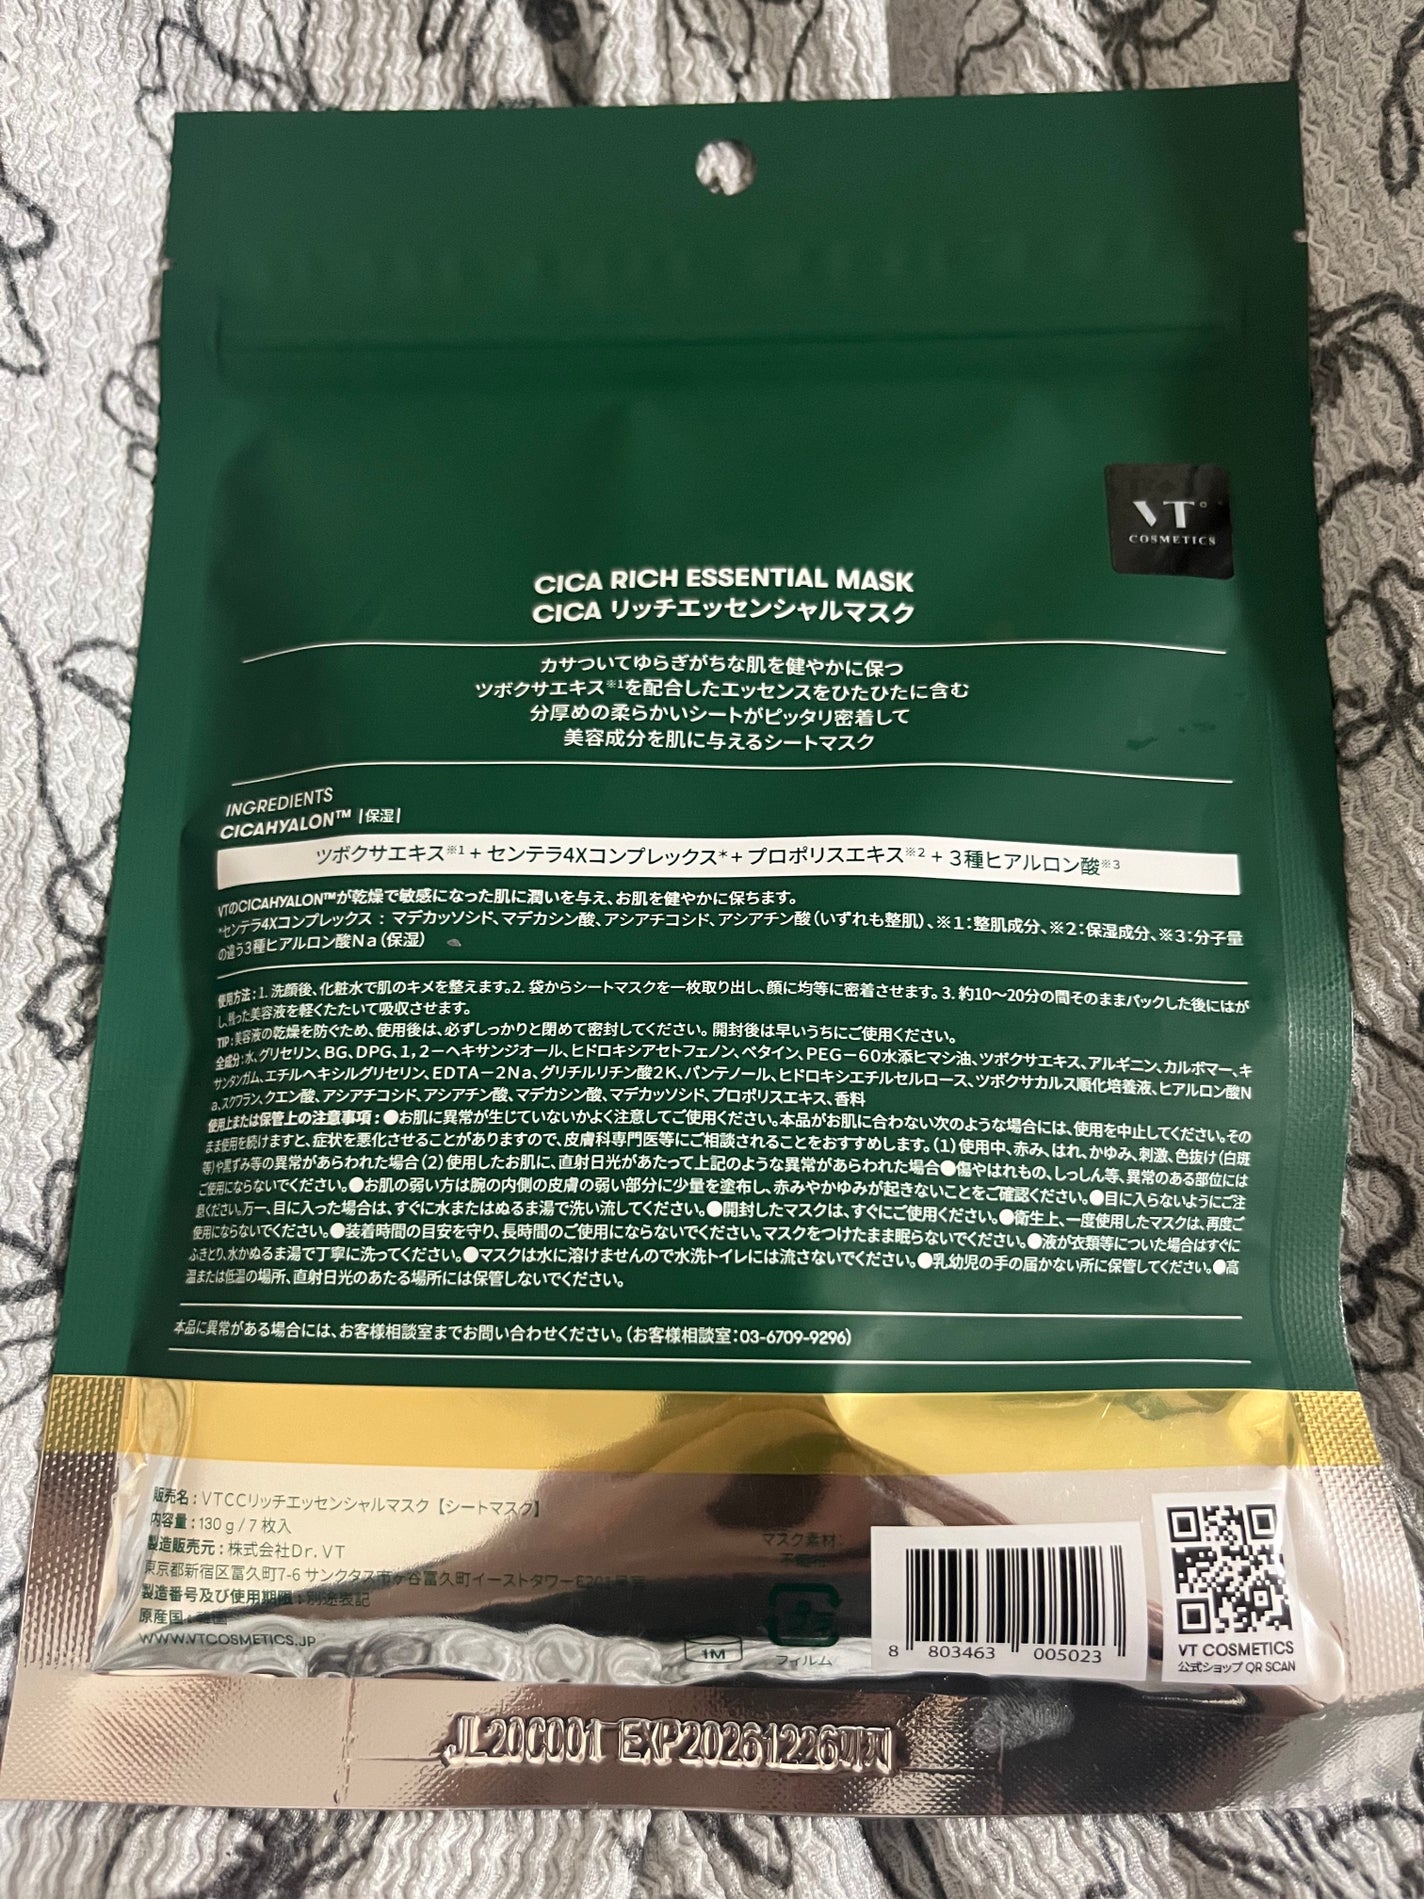 VT
COSMETICS
CICA RICH ESSENTIAL MASK
CICA リッチエッセンシャルマスク
カサついてゆらぎがちな肌を健やかに保つ
ツボクサエキス※1を配合したエッセンスをひたひたに含む
分厚めの柔らかいシートがピッタリ密着して
美容成分を肌に与えるシートマスク
INGREDIENTS
CICAHYALON™ |保湿|
ツボクサエキス※1 + センテラ4Xコンプレックス* + プロポリスエキス※2 + 3種ヒアルロン酸※3
VTのCICAHYALON™が乾燥で敏感になった肌に潤いを与え、お肌を健やかに保ちます。
*センテラ4Xコンプレックス : マデカッソシド、マデカシン酸、アシアチコシド、アシアチン酸(いずれも整肌)、※1:整肌成分、※2:保湿成分、※3:分子量
の違う3種ヒアルロン酸Na(保湿)
使用方法:1. 洗顔後、化粧水で肌のキメを整えます。2. 袋からシートマスクを一枚取り出し、顔に均等に密着させます。3. 約10～20分の間そのままパックした後にはが
し、残った美容液を軽くたたいて吸収させます。
TIP:美容液の乾燥を防ぐため、使用後は、必ずしっかりと閉めて密封してください。開封後は早いうちにご使用ください。
全成分:水、グリセリン、BG、DPG、1,2－ヘキサンジオール、ヒドロキシアセトフェノン、ベタイン、PEG－60水添ヒマシ油、ツボクサエキス、アルギニン、カルボマー、キ
サンタンガム、エチルヘキシルグリセリン、EDTA－2Na、グリチルリチン酸2K、パンテノール、ヒドロキシエチルセルロース、ツボクサカルス順化培養液、ヒアルロン酸N
a、スクワラン、クエン酸、アシアチコシド、アシアチン酸、マデカシン酸、マデカッソシド、プロポリスエキス、香料
使用上または保管上の注意事項:●お肌に異常が生じていないかよく注意してご使用ください。本品がお肌に合わない次のような場合には、使用を中止してください。その
まま使用を続けますと、症状を悪化させることがありますので、皮膚科専門医等にご相談されることをおすすめします。(1)使用中、赤み、はれ、かゆみ、刺激、色抜け(白斑
等)や黒ずみ等の異常があらわれた場合(2)使用したお肌に、直射日光があたって上記のような異常があらわれた場合●傷やはれもの、しっしん等、異常のある部位には
ご使用にならないでください。●お肌の弱い方は腕の内側の皮膚の弱い部分に少量を塗布し、赤みやかゆみが起きないことをご確認ください。●目に入らないようにご注
意ください。万一、目に入った場合は、すぐに水またはぬるま湯で洗い流してください。●開封したマスクは、すぐにご使用ください。●衛生上、一度使用したマスクは、再度ご
使用にならないでください。●装着時間の目安を守り、長時間のご使用にならないでください。マスクをつけたまま眠らないでください。●液が衣類等についた場合はすぐに
ふきとり、水かぬるま湯で丁寧に洗ってください。●マスクは水に溶けませんので水洗トイレには流さないでください。●乳幼児の手の届かない所に保管してください。●高
温または低温の場所、直射日光のあたる場所には保管しないでください。
本品に異常がある場合には、お客様相談室までお問い合わせください。(お客様相談室:03-6709-9296)
販売名:VTCCリッチエッセンシャルマスク【シートマスク】
内容量:130g/7枚入
製造販売元:株式会社Dr.VT
東京都新宿区富久町7-6 サンクタス市ヶ谷富久町イーストタワー
製造番号及び使用期限:別途表記
原産国:韓国
WWW.VTCOSMETICS.JP
1M
マスク素材:
フィルム
8 803463 005023
VT COSMETICS
公式ショップ QR SCAN
JL20C001 EXP20261226까지